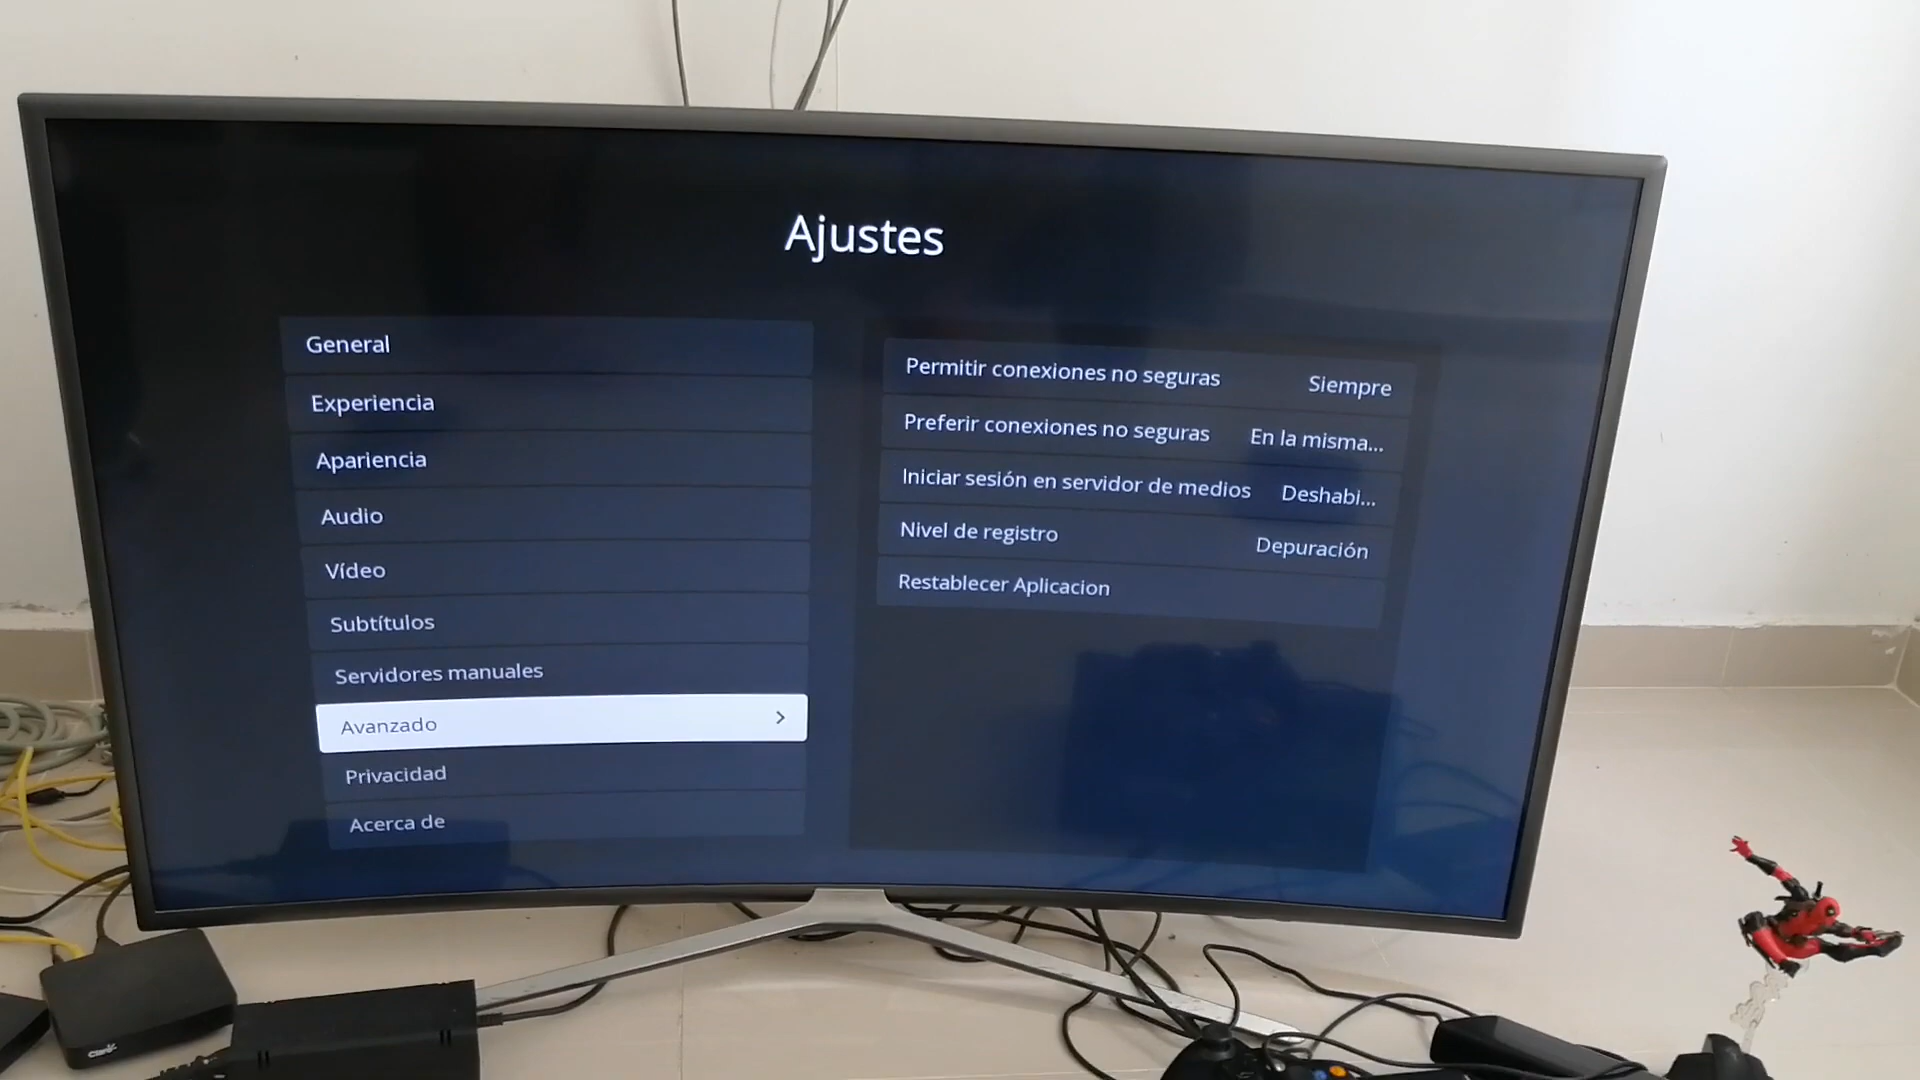 Ajustes
General
Experiencia
Apariencia
Audio
Vídeo
Subtítulos
Servidores manuales
Avanzado
Privacidad
Acerca de
Permitir conexiones no seguras Siempre
Preferir conexiones no seguras En la misma...
Iniciar sesión en servidor de medios Deshabi...
Nivel de registro Depuración
Restablecer Aplicacion
Claro